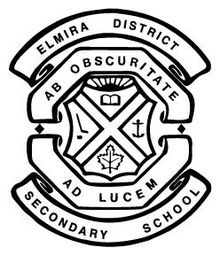 ELMIRA DISTRICT
AB OBSCURITATE
AD LUCEM
SECONDARY SCHOOL